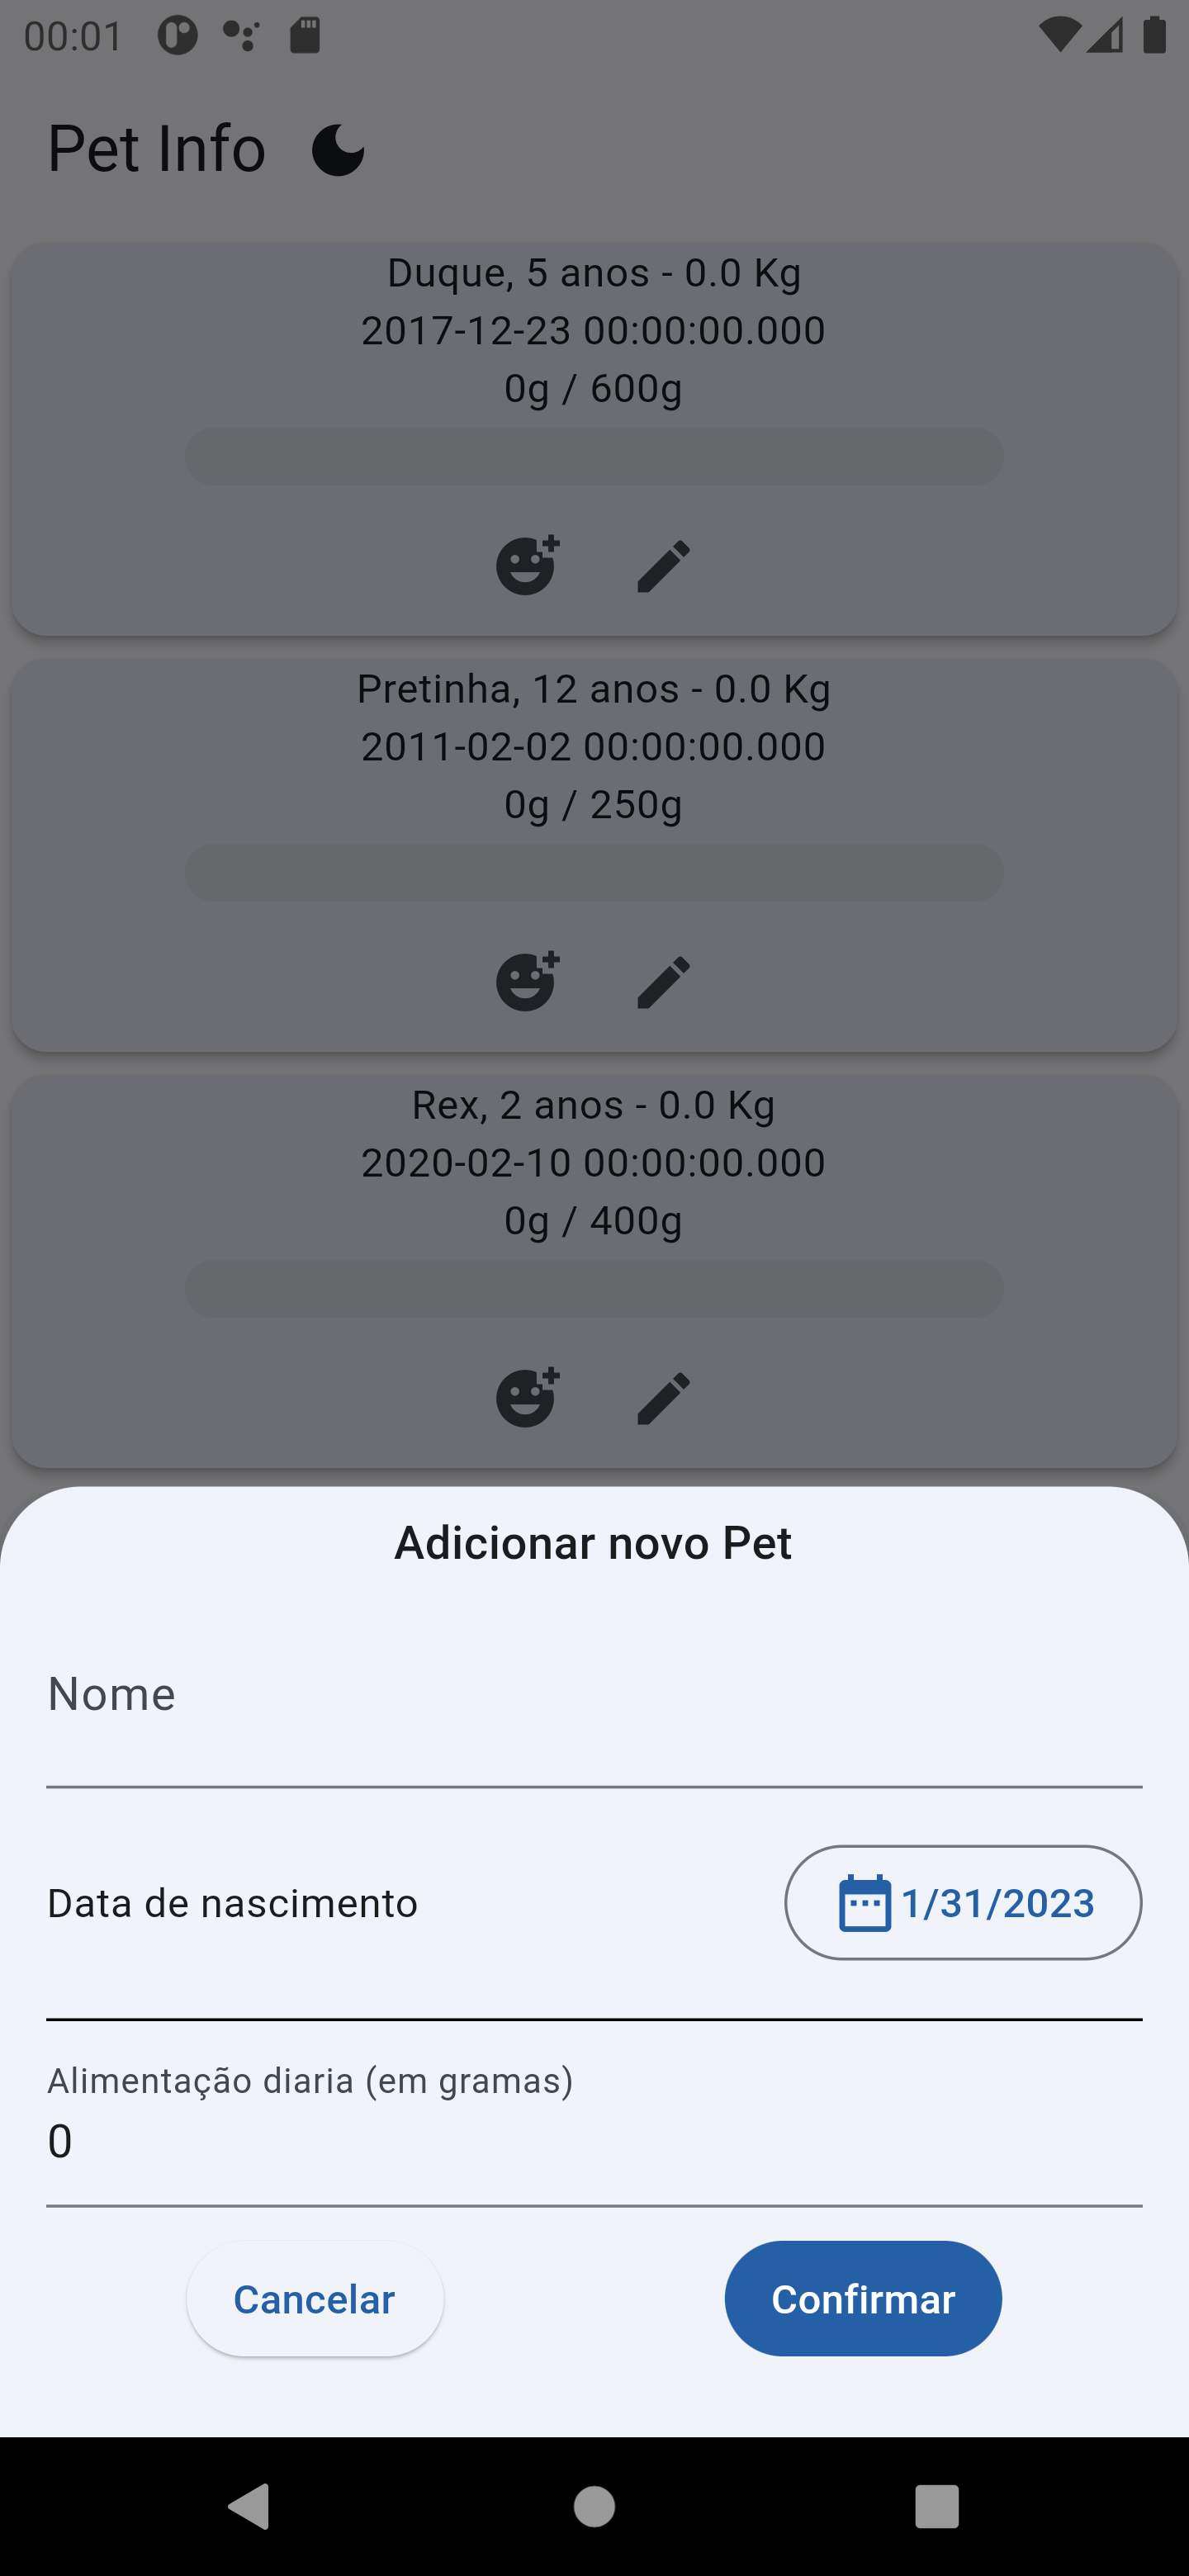 00:01
Pet Info
Duque, 5 anos - 0.0 Kg
2017-12-23 00:00:00.000
0g / 600g
Pretinha, 12 anos - 0.0 Kg
2011-02-02 00:00:00.000
0g / 250g
Rex, 2 anos - 0.0 Kg
2020-02-10 00:00:00.000
0g / 400g
Adicionar novo Pet
Nome
Data de nascimento 1/31/2023
Alimentação diaria (em gramas)
0
Cancelar Confirmar